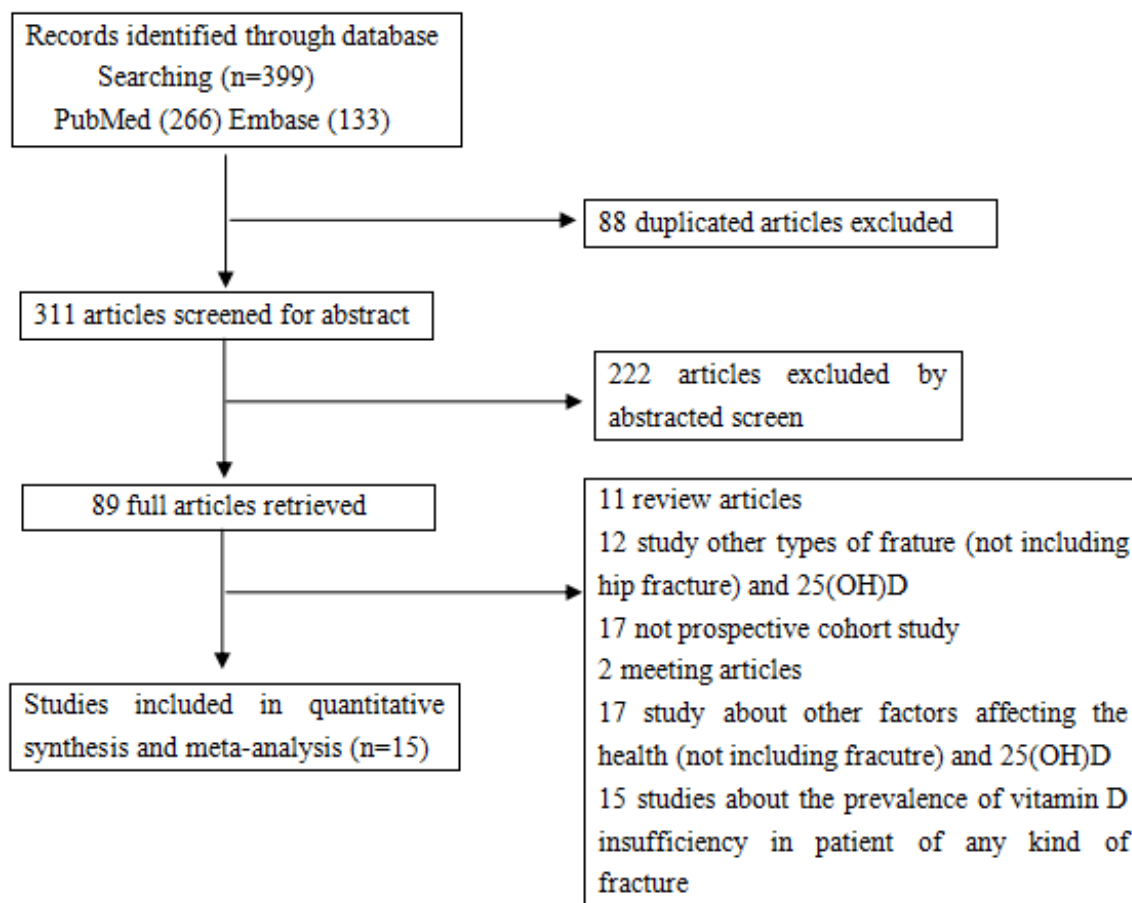 Records identified through database
Searching (n=399)
PubMed (266) Embase (133)
88 duplicated articles excluded
311 articles screened for abstract
222 articles excluded by
abstracted screen
89 full articles retrieved
11 review articles
12 study other types of frature (not including
hip fracture) and 25(OH)D
17 not prospective cohort study
2 meeting articles
17 study about other factors affecting the
health (not including fracutre) and 25(OH)D
15 studies about the prevalence of vitamin D
insufficiency in patient of any kind of
fracture
Studies included in quantitative
synthesis and meta-analysis (n=15)